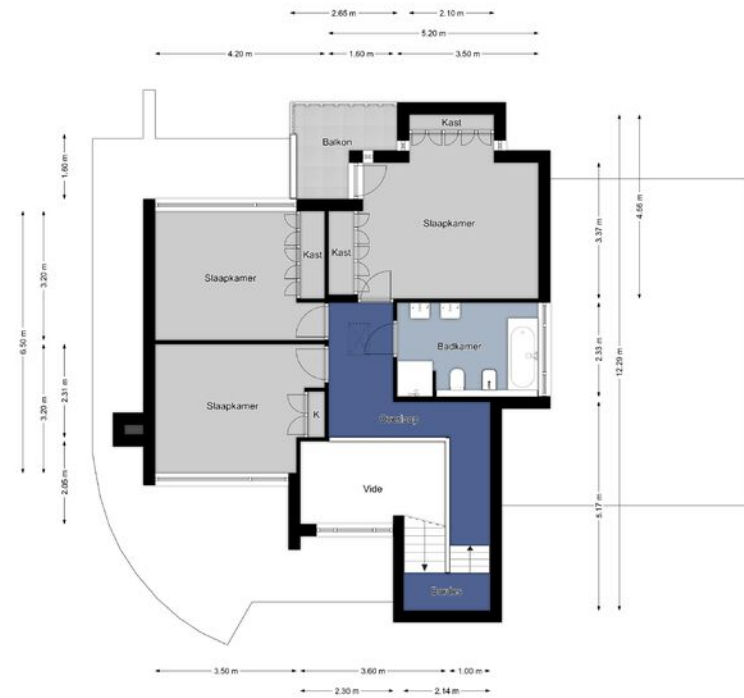 2.65 m
2.10 m
5.20 m
4.20 m
1.60 m
3.50 m
Kast
Balkon
1.60 m
Slaapkamer
4.56 m
3.37 m
Kast
Kast
Slaapkamer
3.20 m
6.50 m
Badkamer
2.33 m
12.29 m
2.31 m
3.20 m
Slaapkamer
K
Overloop
2.05 m
Vide
5.17 m
Bordes
3.50 m
3.60 m
1.00 m
2.30 m
2.14 m